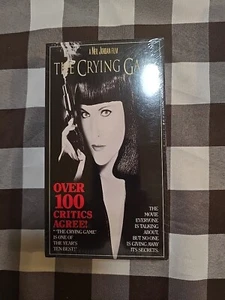 A NEIL JORDAN FILM
THE CRYING GAME
OVER
100
CRITICS
AGREE!
"THE CRYING GAME"
IS ONE OF
THE YEAR'S
TEN BEST!
THE
MOVIE
EVERYONE
IS TALKING
ABOUT,
BUT NO ONE
IS GIVING AWAY
ITS SECRETS.